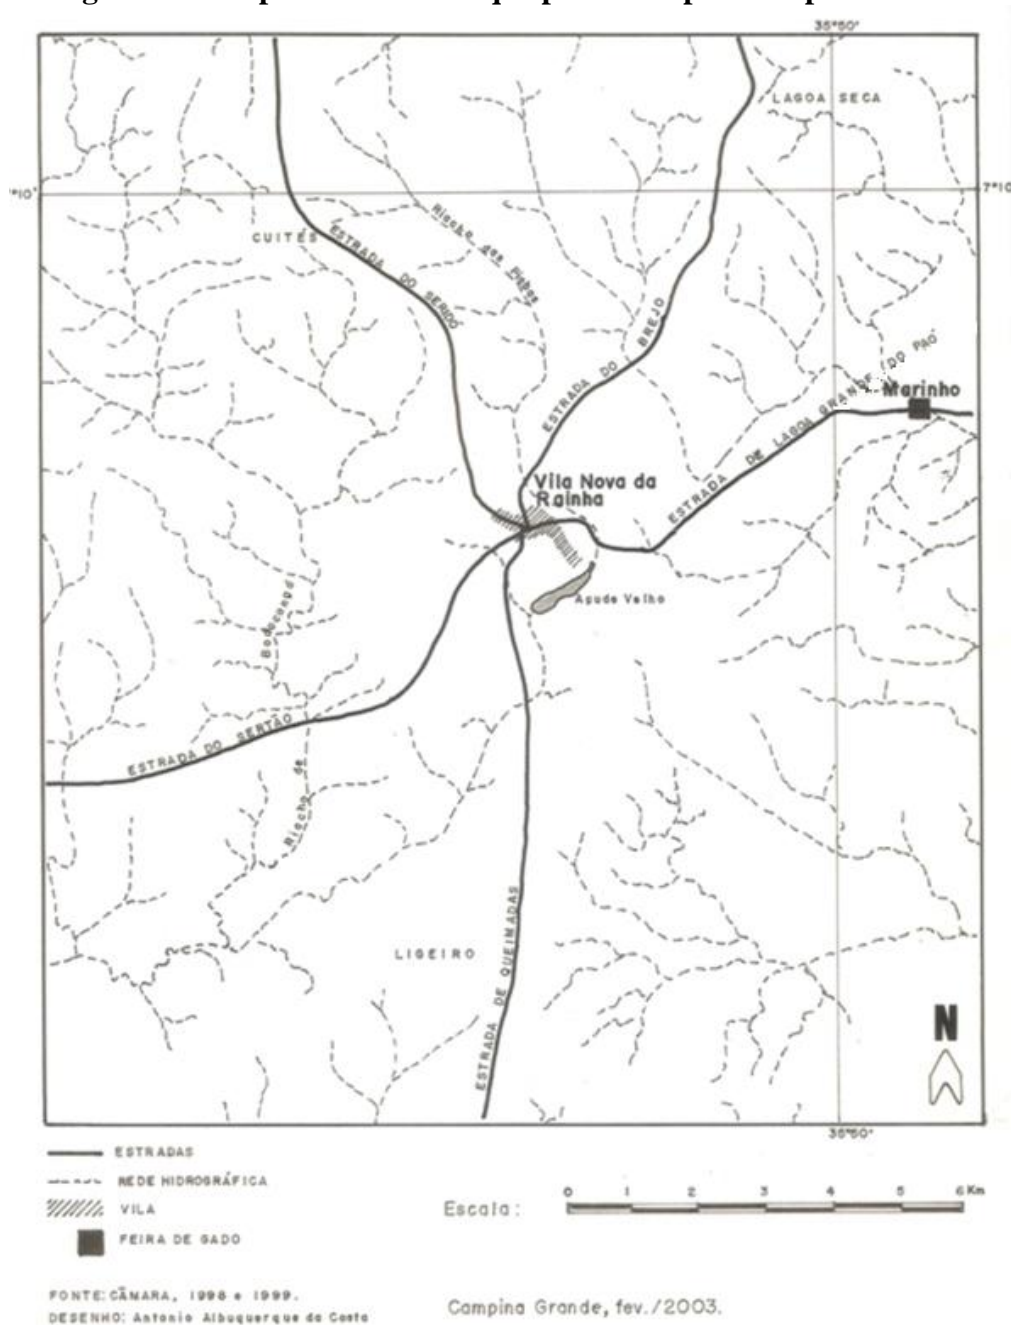 35°50'
LAGOA SECA
7°10'
7°10
CUITÉS
ESTRADA DO SERIDÓ
Riacho das Piabas
ESTRADA DO BREJO
ESTRADA DE LAGOA GRANDE DO PAÓ
Marinho
Vila Nova da
Rainha
Açude Velho
Bodocongó
Riacho de
ESTRADA DO SERTÃO
LIGEIRO
ESTRADA DE QUEIMADAS
N
35°50'
ESTRADAS
REDE HIDROGRÁFICA
VILA
FEIRA DE GADO
Escala:
0 1 2 3 4 5 6 Km
FONTE: CÂMARA, 1998 e 1999.
DESENHO: Antonio Albuquerque da Costa
Campina Grande, fev./2003.